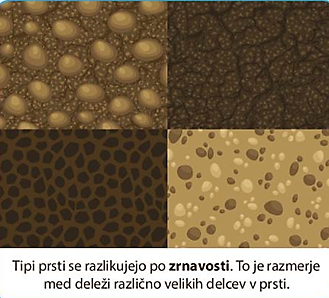 Tipi prsti se razlikujejo po zrnavosti. To je razmerje
med deleži različno velikih delcev v prsti.